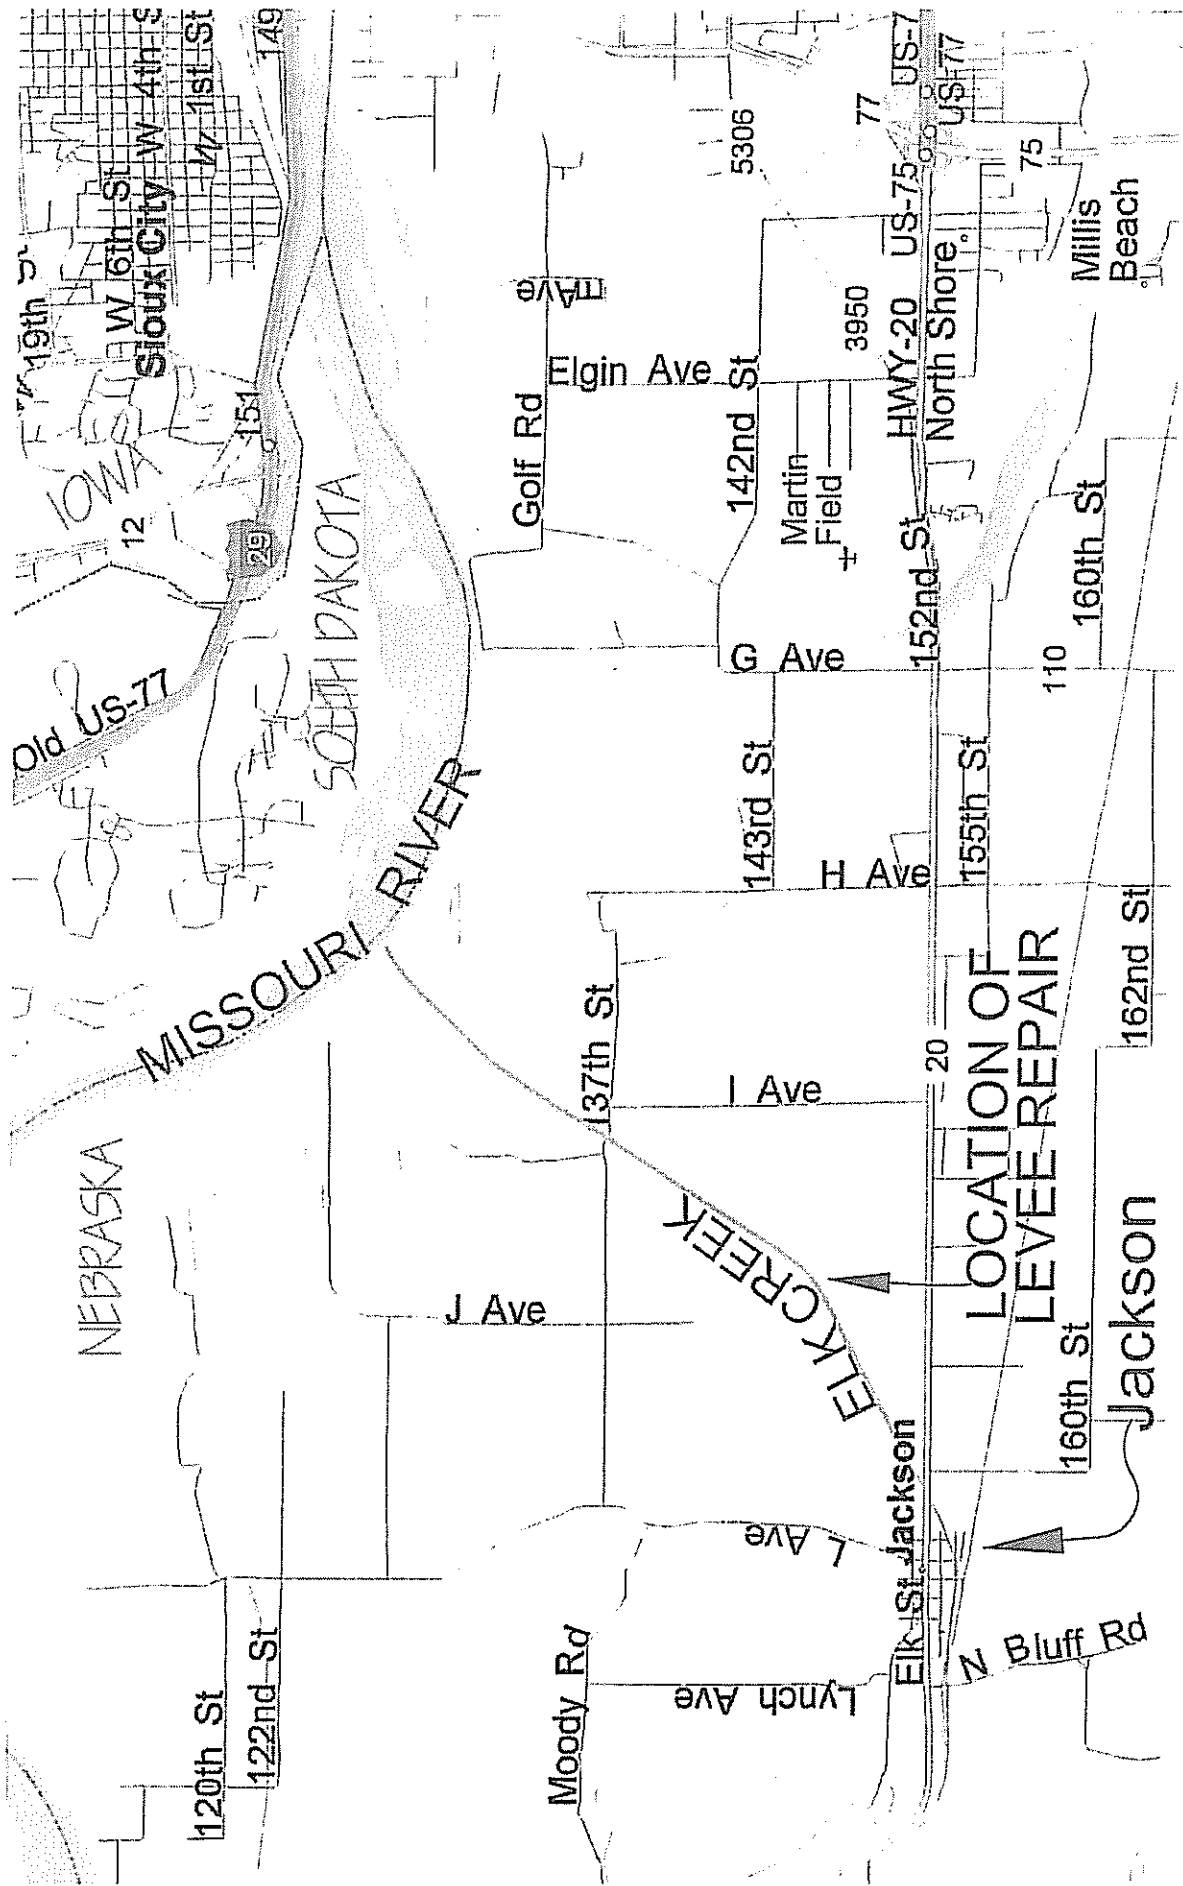 120th St
122nd St
NEBRASKA
MISSOURI RIVER
Old US-77
SOUTH DAKOTA
IOWA
12
29
151
149
W 6th St
Sioux City
W 4th S
W 1st St
J Ave
Moody Rd
Lynch Ave
L Ave
137th St
ELK CREEK
I Ave
H Ave
143rd St
G Ave
Golf Rd
Elgin Ave
142nd St
Martin
Field
3950
5306
77
Elk St
Jackson
20
152nd St
HWY-20
US-75
US-7
US-77
North Shore
75
Millis
Beach
N Bluff Rd
LOCATION OF
LEVEE REPAIR
155th St
110
160th St
160th St
162nd St
Jackson